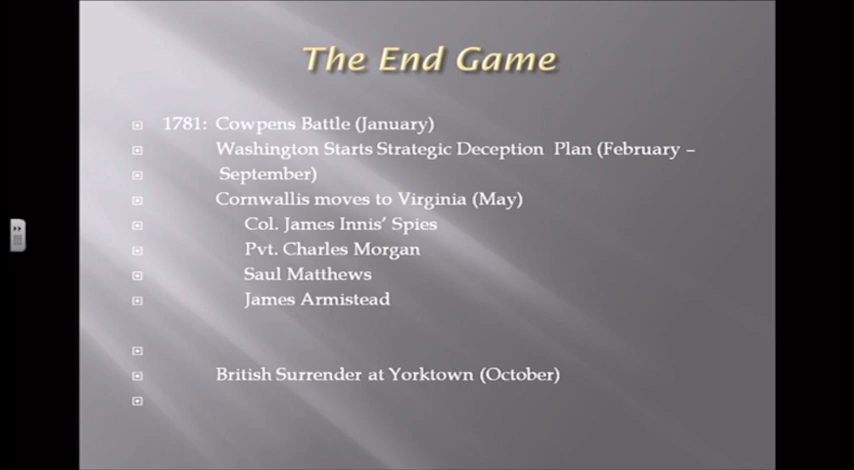 The End Game
1781: Cowpens Battle (January)
Washington Starts Strategic Deception Plan (February –
September)
Cornwallis moves to Virginia (May)
Col. James Innis' Spies
Pvt. Charles Morgan
Saul Matthews
James Armistead
British Surrender at Yorktown (October)